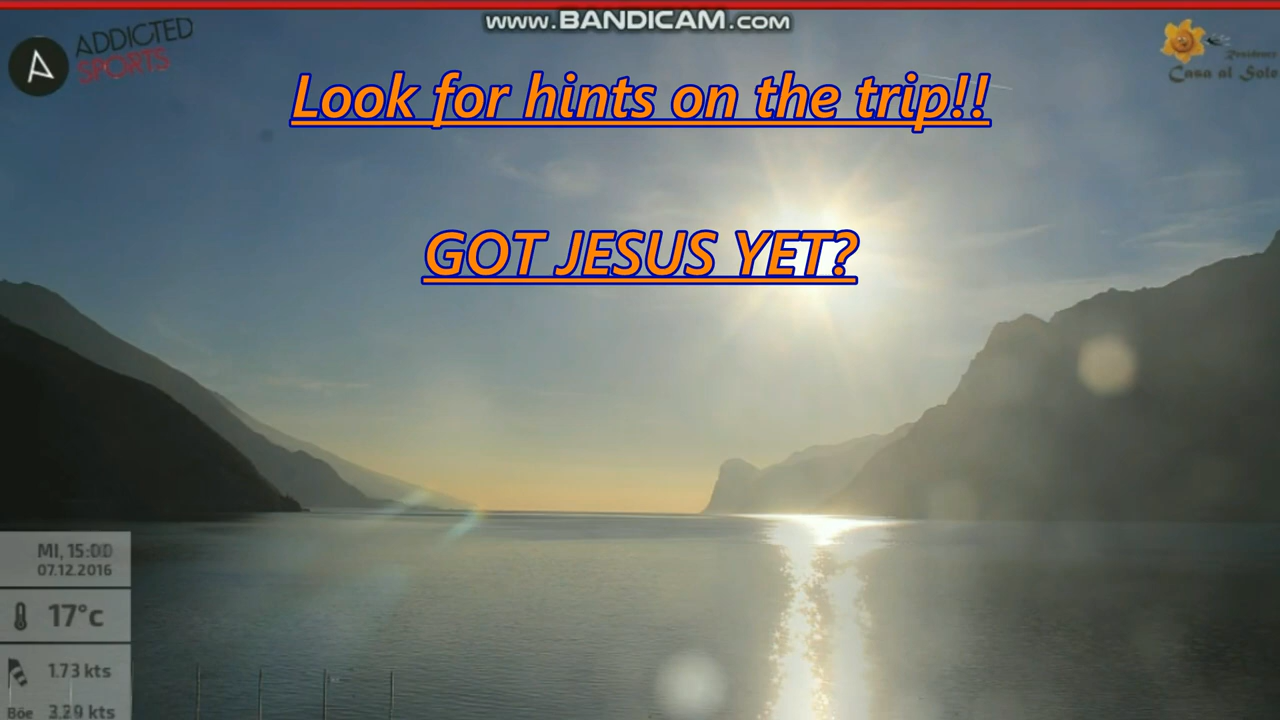 www.BANDICAM.com
ADDICTED
SPORTS
Residence
Casa al Sole
Look for hints on the trip!!
GOT JESUS YET?
MI, 15:00
07.12.2016
17°c
1.73 kts
Böe 3.29 kts